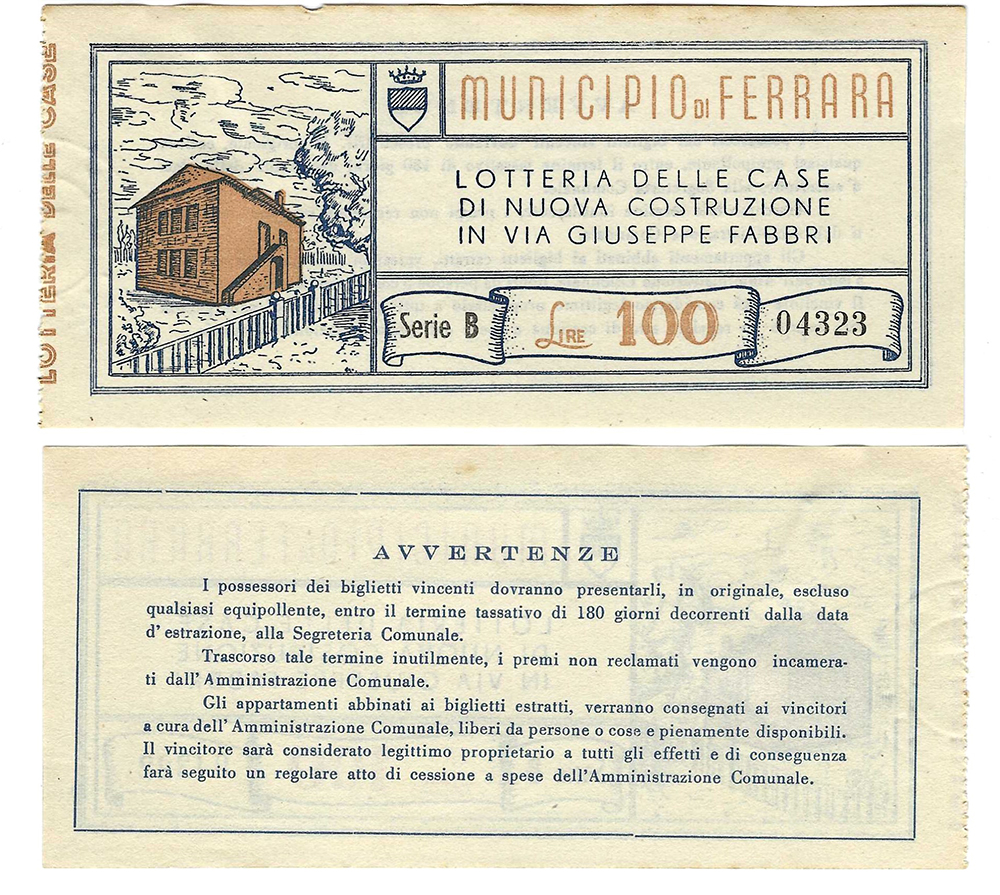 LOTTERIA DELLE CASE
MUNICIPIO DI FERRARA
LOTTERIA DELLE CASE
DI NUOVA COSTRUZIONE
IN VIA GIUSEPPE FABBRI
Serie B LIRE 100 04323
AVVERTENZE
I possessori dei biglietti vincenti dovranno presentarli, in originale, escluso
qualsiasi equipollente, entro il termine tassativo di 180 giorni decorrenti dalla data
d'estrazione, alla Segreteria Comunale.
Trascorso tale termine inutilmente, i premi non reclamati vengono incamera-
ti dall'Amministrazione Comunale.
Gli appartamenti abbinati ai biglietti estratti, verranno consegnati ai vincitori
a cura dell'Amministrazione Comunale, liberi da persone o cose e pienamente disponibili.
Il vincitore sarà considerato legittimo proprietario a tutti gli effetti e di conseguenza
farà seguito un regolare atto di cessione a spese dell'Amministrazione Comunale.